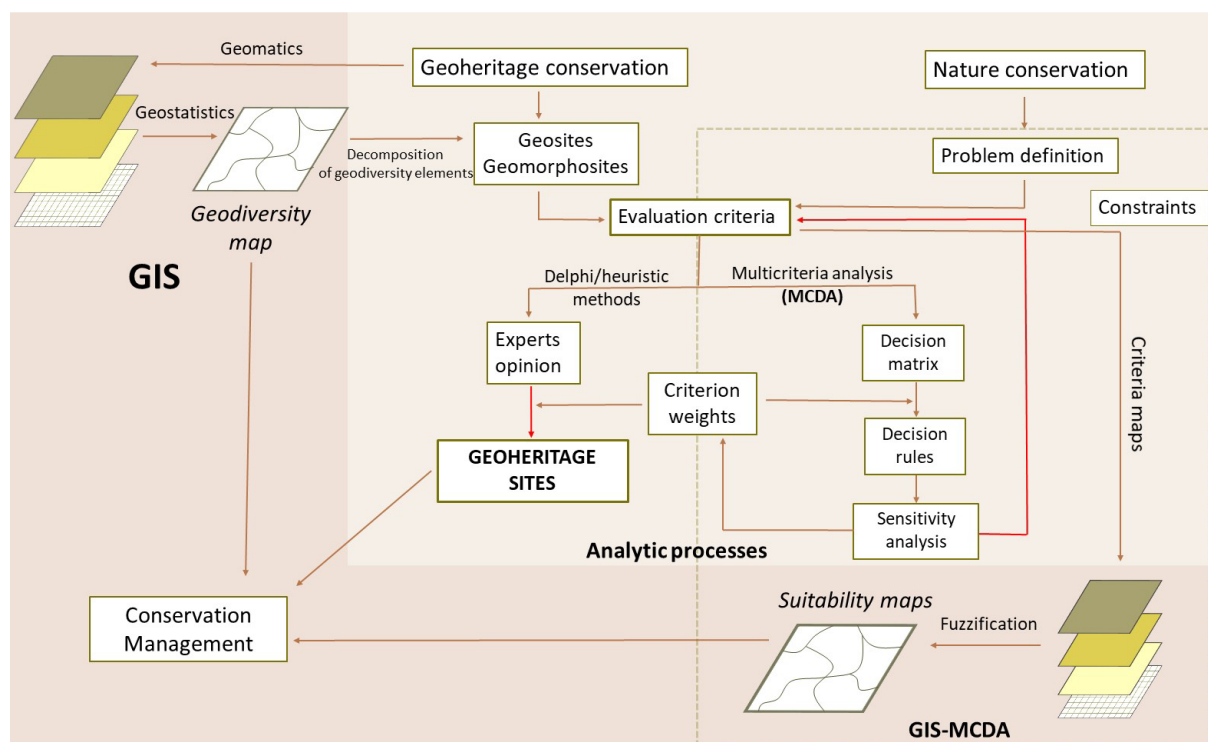 Geomatics
Geoheritage conservation
Nature conservation
Geostatistics
Decomposition
of geodiversity elements
Geosites
Geomorphosites
Problem definition
Geodiversity
map
Evaluation criteria
Constraints
GIS
Delphi/heuristic
methods
Multicriteria analysis
(MCDA)
Experts
opinion
Decision
matrix
Criteria maps
Criterion
weights
Decision
rules
GEOHERITAGE
SITES
Sensitivity
analysis
Analytic processes
Conservation
Management
Suitability maps
Fuzzification
GIS-MCDA